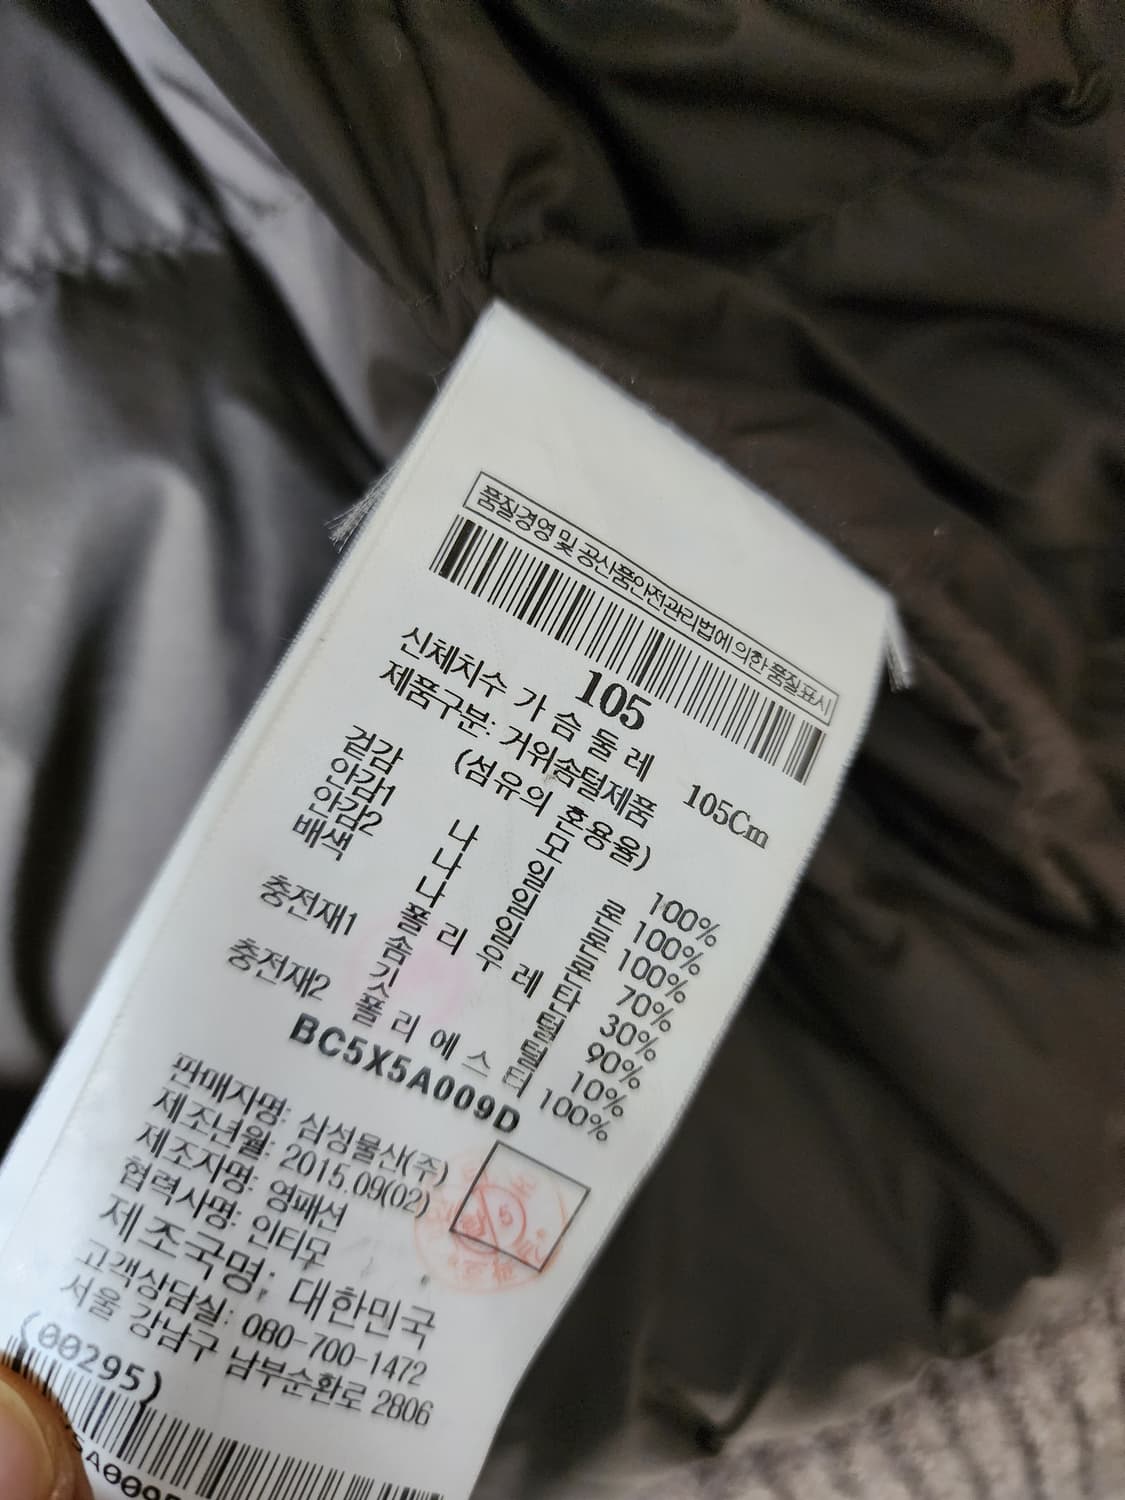 품질경영 및 공산품안전관리법에 의한 품질표시
105
신체치수 가 슴 둘 레 105Cm
제품구분: 거위솜털제품
(섬유의 혼용율)
겉감 모 100%
안감1 나 일 론 100%
안감2 나 일 론 100%
배색 나 일 론 70%
폴 리 우 레 탄 30%
충전재1 솜 털 90%
깃 털 10%
충전재2 폴 리 에 스 터 100%
BC5X5A009D
판매자명: 삼성물산(주)
제조년월: 2015.09(02)
제조자명: 영패션
협력사명: 인터모
제 조국명; 대한민국
고객상담실: 080-700-1472
서울 강남구 남부순환로 2806
(00295)